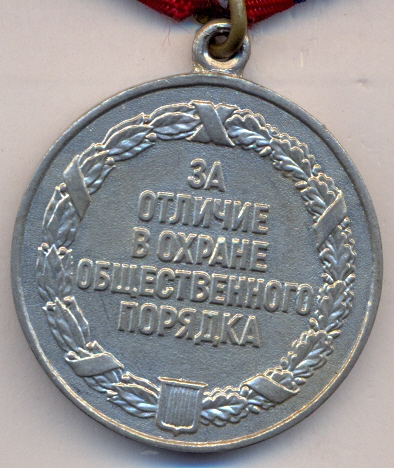 ЗА
ОТЛИЧИЕ
В ОХРАНЕ
ОБЩЕСТВЕННОГО
ПОРЯДКА